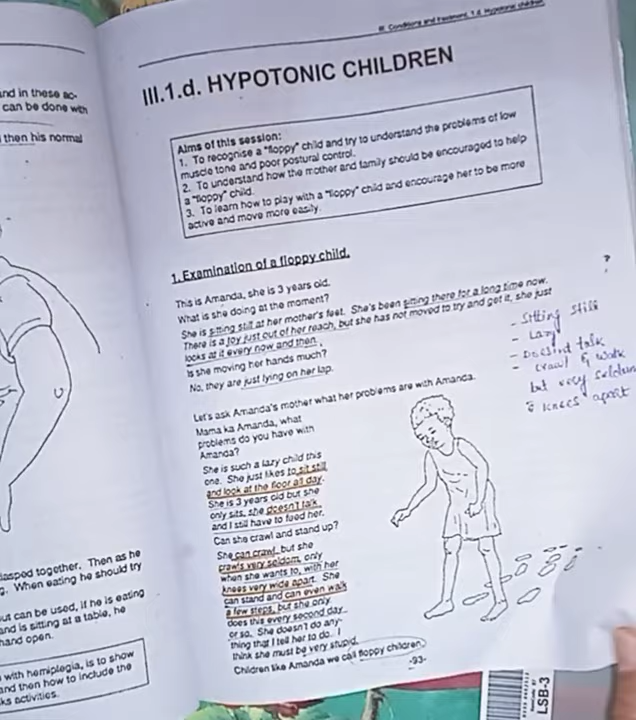 and in these ac-
can be done with
then his normal
lasped together. Then as he
g. When eating he should try
out can be used, if he is eating
and is sitting at a table, he
hand open.
with hemiplegia, is to show
and then how to include the
ks activities.
III. Conditions and treatment, 1.d. Hypotonic children
III.1.d. HYPOTONIC CHILDREN
Aims of this session:
1. To recognise a "floppy" child and try to understand the problems of low
muscle tone and poor postural control.
2. To understand how the mother and family should be encouraged to help
a "floppy" child.
3. To learn how to play with a "floppy" child and encourage her to be more
active and move more easily.
1. Examination of a floppy child.
This is Amanda, she is 3 years old.
What is she doing at the moment?
She is sitting still at her mother's feet. She's been sitting there for a long time now.
There is a toy just out of her reach, but she has not moved to try and get it, she just
looks at it every now and then.
Is she moving her hands much?
No, they are just lying on her lap.
?
- Sitting still
- Lazy
- Doesn't talk
- crawl & walk
but very seldom
knees apart
Let's ask Amanda's mother what her problems are with Amanda.
Mama ka Amanda, what
problems do you have with
Amanda?
She is such a lazy child this
one. She just likes to sit still
and look at the floor all day.
She is 3 years old but she
only sits, she doesn't talk
and I still have to feed her.
Can she crawl and stand up?
She can crawl, but she
crawls very seldom, only
when she wants to, with her
knees very wide apart. She
can stand and can even walk
a few steps, but she only
does this every second day
or so. She doesn't do any-
thing that I tell her to do. I
think she must be very stupid.
Children like Amanda we call floppy children.
-93-
LSB-3